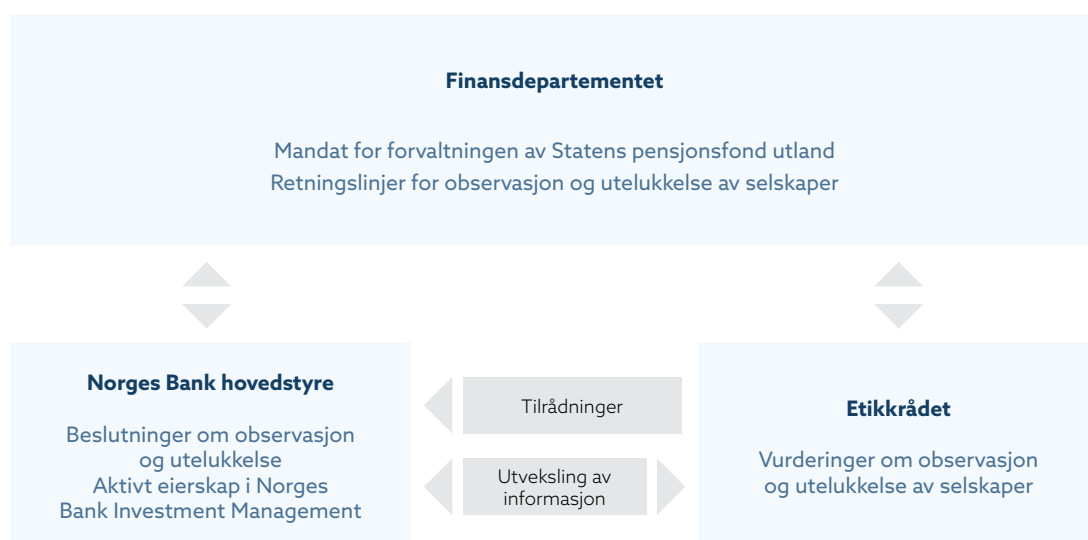 Finansdepartementet
Mandat for forvaltningen av Statens pensjonsfond utland
Retningslinjer for observasjon og utelukkelse av selskaper
Norges Bank hovedstyre
Beslutninger om observasjon
og utelukkelse
Aktivt eierskap i Norges
Bank Investment Management
Tilrådninger
Utveksling av
informasjon
Etikkrådet
Vurderinger om observasjon
og utelukkelse av selskaper